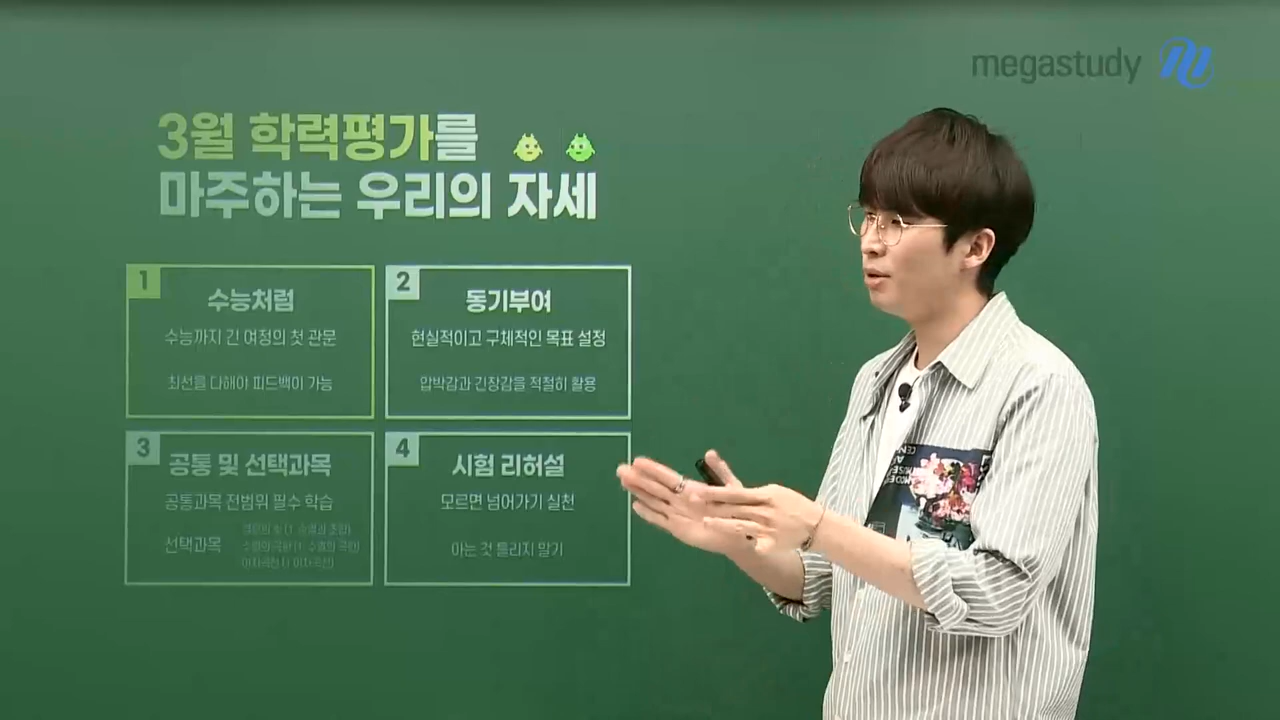 megastudy
3월 학력평가를
마주하는 우리의 자세
1
수능처럼
수능까지 긴 여정의 첫 관문
최선을 다해야 피드백이 가능
2
동기부여
현실적이고 구체적인 목표 설정
압박감과 긴장감을 적절히 활용
3
공통 및 선택과목
공통과목 전범위 필수 학습
선택과목
4
시험 리허설
모르면 넘어가기 실천
아는 것 틀리지 말기